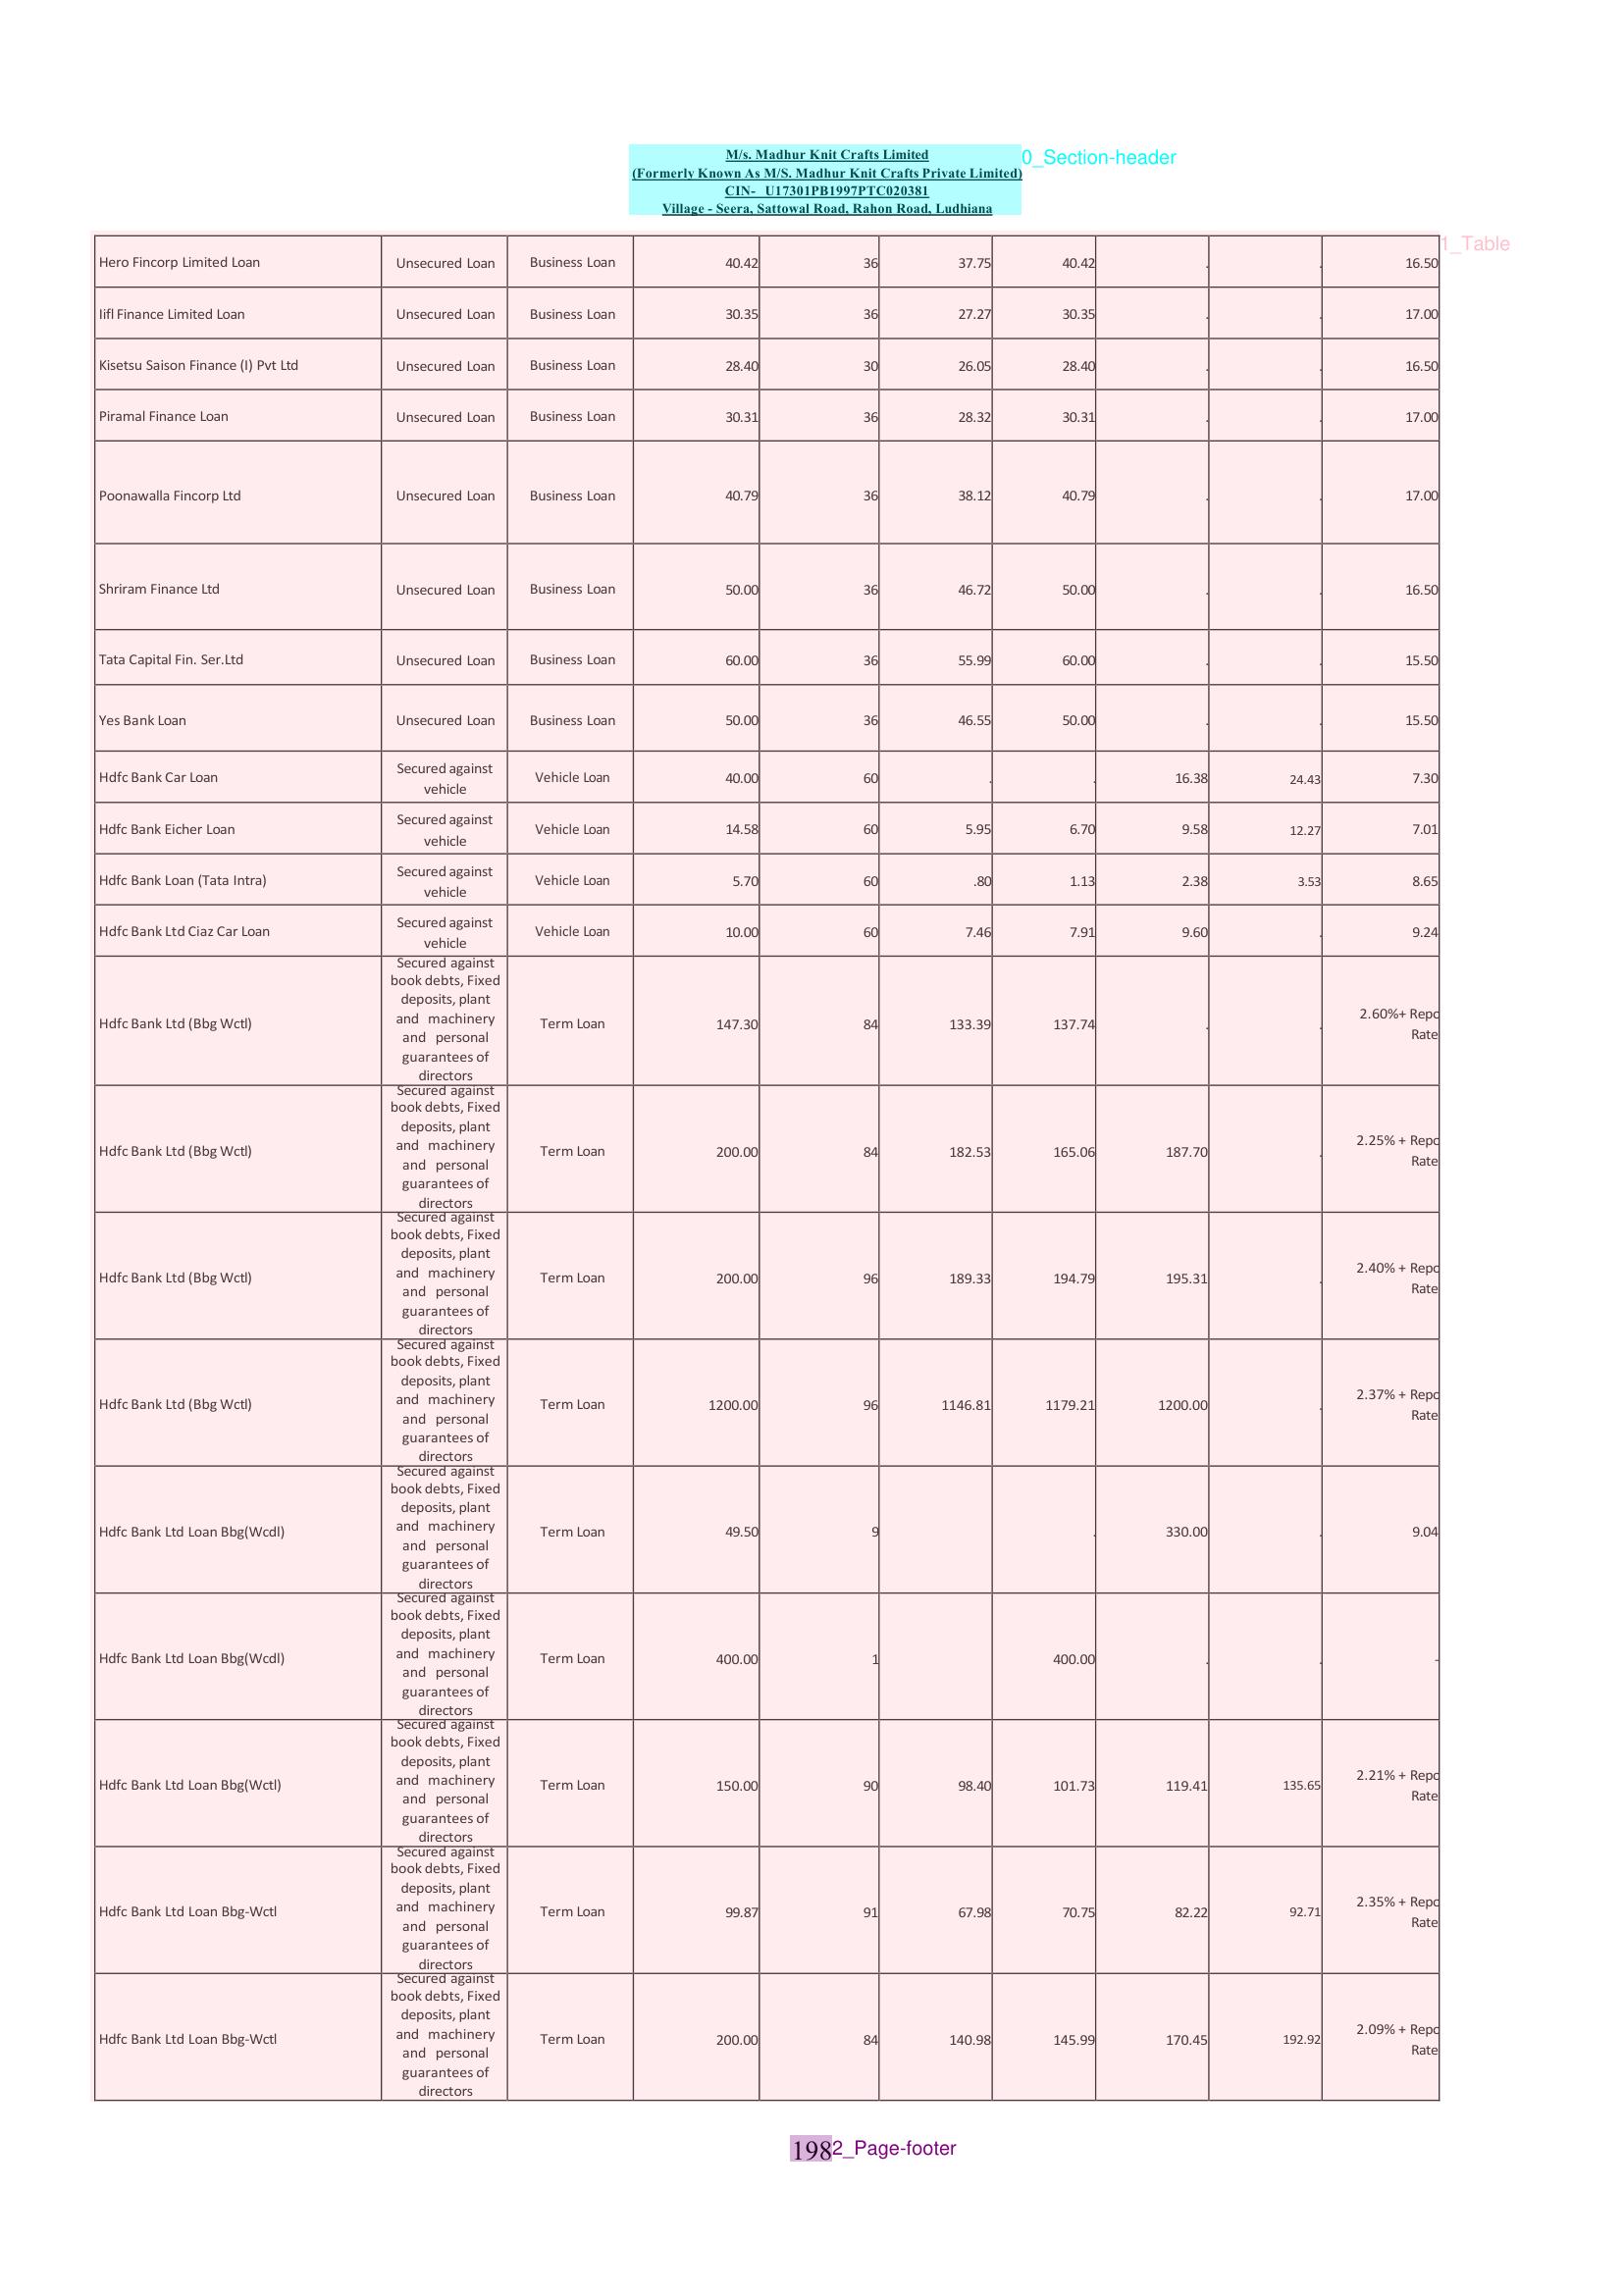 M/s. Madhur Knit Crafts Limited
(Formerly Known As M/S. Madhur Knit Crafts Private Limited)
CIN- U17301PB1997PTC020381
Village - Seera, Sattowal Road, Rahon Road, Ludhiana
0_Section-header
1_Table
Hero Fincorp Limited Loan Unsecured Loan Business Loan 40.42 36 37.75 40.42 . . 16.50
Iifl Finance Limited Loan Unsecured Loan Business Loan 30.35 36 27.27 30.35 . . 17.00
Kisetsu Saison Finance (I) Pvt Ltd Unsecured Loan Business Loan 28.40 30 26.05 28.40 . . 16.50
Piramal Finance Loan Unsecured Loan Business Loan 30.31 36 28.32 30.31 . . 17.00
Poonawalla Fincorp Ltd Unsecured Loan Business Loan 40.79 36 38.12 40.79 . . 17.00
Shriram Finance Ltd Unsecured Loan Business Loan 50.00 36 46.72 50.00 . . 16.50
Tata Capital Fin. Ser.Ltd Unsecured Loan Business Loan 60.00 36 55.99 60.00 . . 15.50
Yes Bank Loan Unsecured Loan Business Loan 50.00 36 46.55 50.00 . . 15.50
Hdfc Bank Car Loan Secured against
vehicle Vehicle Loan 40.00 60 . . 16.38 24.43 7.30
Hdfc Bank Eicher Loan Secured against
vehicle Vehicle Loan 14.58 60 5.95 6.70 9.58 12.27 7.01
Hdfc Bank Loan (Tata Intra) Secured against
vehicle Vehicle Loan 5.70 60 .80 1.13 2.38 3.53 8.65
Hdfc Bank Ltd Ciaz Car Loan Secured against
vehicle Vehicle Loan 10.00 60 7.46 7.91 9.60 . 9.24
Hdfc Bank Ltd (Bbg Wctl) Secured against
book debts, Fixed
deposits, plant
and machinery
and personal
guarantees of
directors Term Loan 147.30 84 133.39 137.74 . . 2.60%+ Repo
Rate
Hdfc Bank Ltd (Bbg Wctl) Secured against
book debts, Fixed
deposits, plant
and machinery
and personal
guarantees of
directors Term Loan 200.00 84 182.53 165.06 187.70 . 2.25% + Repo
Rate
Hdfc Bank Ltd (Bbg Wctl) Secured against
book debts, Fixed
deposits, plant
and machinery
and personal
guarantees of
directors Term Loan 200.00 96 189.33 194.79 195.31 . 2.40% + Repo
Rate
Hdfc Bank Ltd (Bbg Wctl) Secured against
book debts, Fixed
deposits, plant
and machinery
and personal
guarantees of
directors Term Loan 1200.00 96 1146.81 1179.21 1200.00 . 2.37% + Repo
Rate
Hdfc Bank Ltd Loan Bbg(Wcdl) Secured against
book debts, Fixed
deposits, plant
and machinery
and personal
guarantees of
directors Term Loan 49.50 9 . 330.00 . 9.04
Hdfc Bank Ltd Loan Bbg(Wcdl) Secured against
book debts, Fixed
deposits, plant
and machinery
and personal
guarantees of
directors Term Loan 400.00 1 400.00 . . -
Hdfc Bank Ltd Loan Bbg(Wctl) Secured against
book debts, Fixed
deposits, plant
and machinery
and personal
guarantees of
directors Term Loan 150.00 90 98.40 101.73 119.41 135.65 2.21% + Repo
Rate
Hdfc Bank Ltd Loan Bbg-Wctl Secured against
book debts, Fixed
deposits, plant
and machinery
and personal
guarantees of
directors Term Loan 99.87 91 67.98 70.75 82.22 92.71 2.35% + Repo
Rate
Hdfc Bank Ltd Loan Bbg-Wctl Secured against
book debts, Fixed
deposits, plant
and machinery
and personal
guarantees of
directors Term Loan 200.00 84 140.98 145.99 170.45 192.92 2.09% + Repo
Rate
198
2_Page-footer